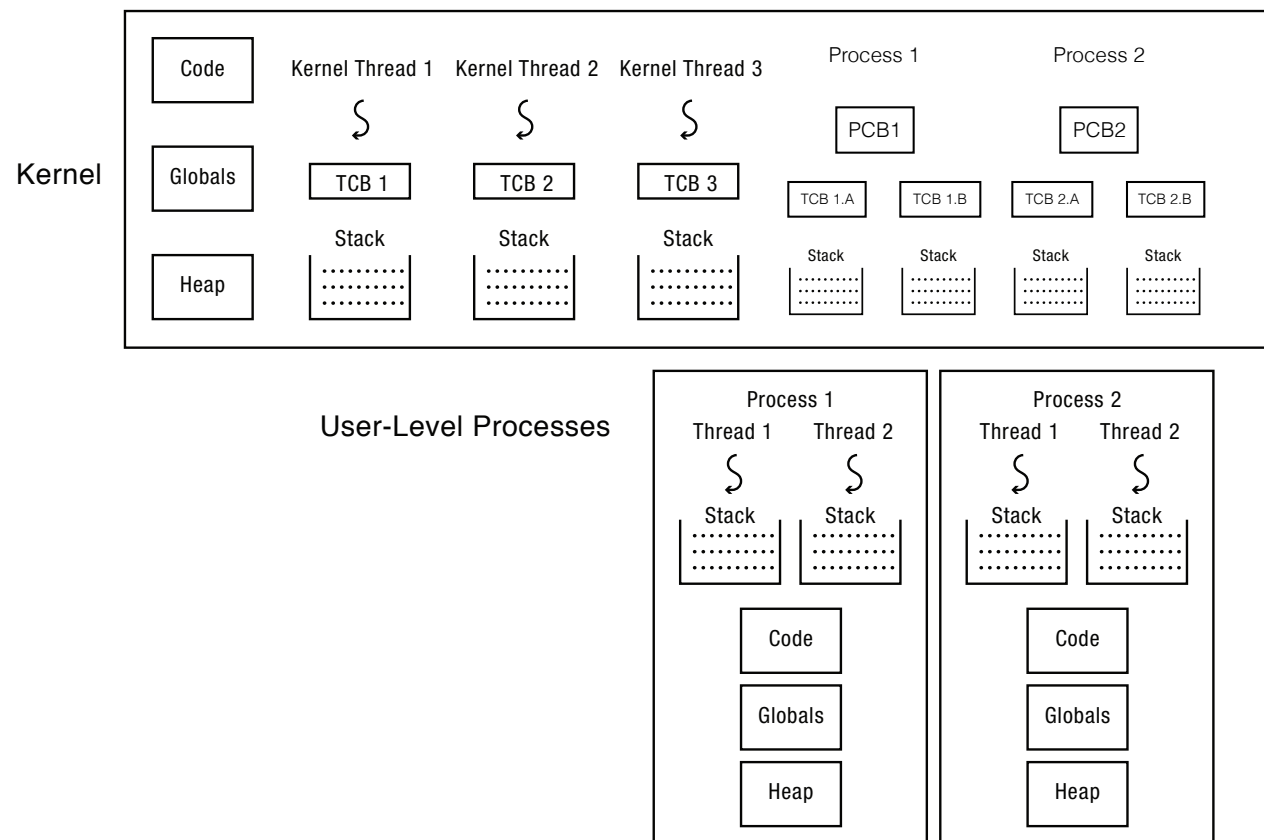 Kernel
Code
Globals
Heap
Kernel Thread 1
Kernel Thread 2
Kernel Thread 3
TCB 1
TCB 2
TCB 3
Stack
Stack
Stack
Process 1
Process 2
PCB1
PCB2
TCB 1.A
TCB 1.B
TCB 2.A
TCB 2.B
Stack
Stack
Stack
Stack
User-Level Processes
Process 1
Thread 1
Thread 2
Stack
Stack
Code
Globals
Heap
Process 2
Thread 1
Thread 2
Stack
Stack
Code
Globals
Heap